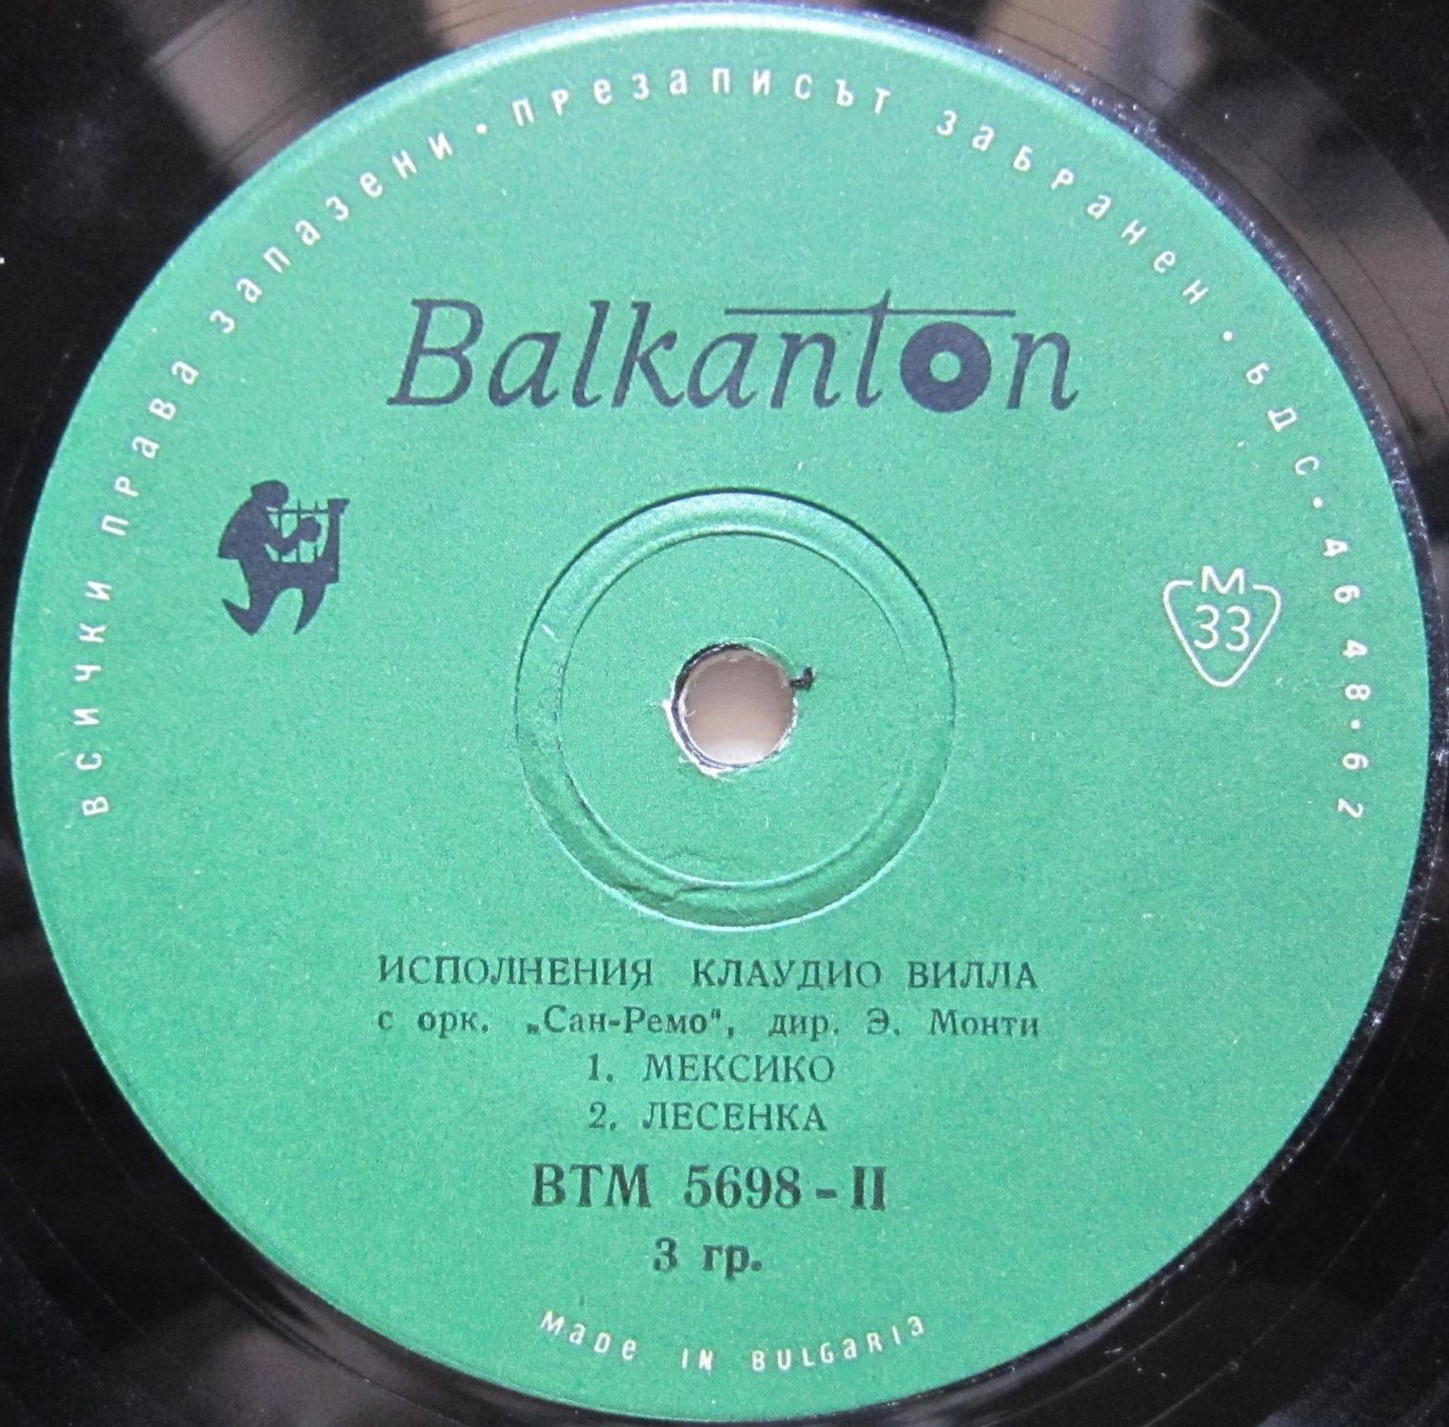 ВСИЧКИ ПРАВА ЗАПАЗЕНИ • ПРЕЗАПИСЪТ ЗАБРАНЕН • БДС • 4648 • 62
Balkanton
M
33
ИСПОЛНЕНИЯ КЛАУДИО ВИЛЛА
с орк. „Сан-Ремо“, дир. Э. Монти
1. МЕКСИКО
2. ЛЕСЕНКА
ВТМ 5698 - II
3 гр.
MADE IN BULGARIA